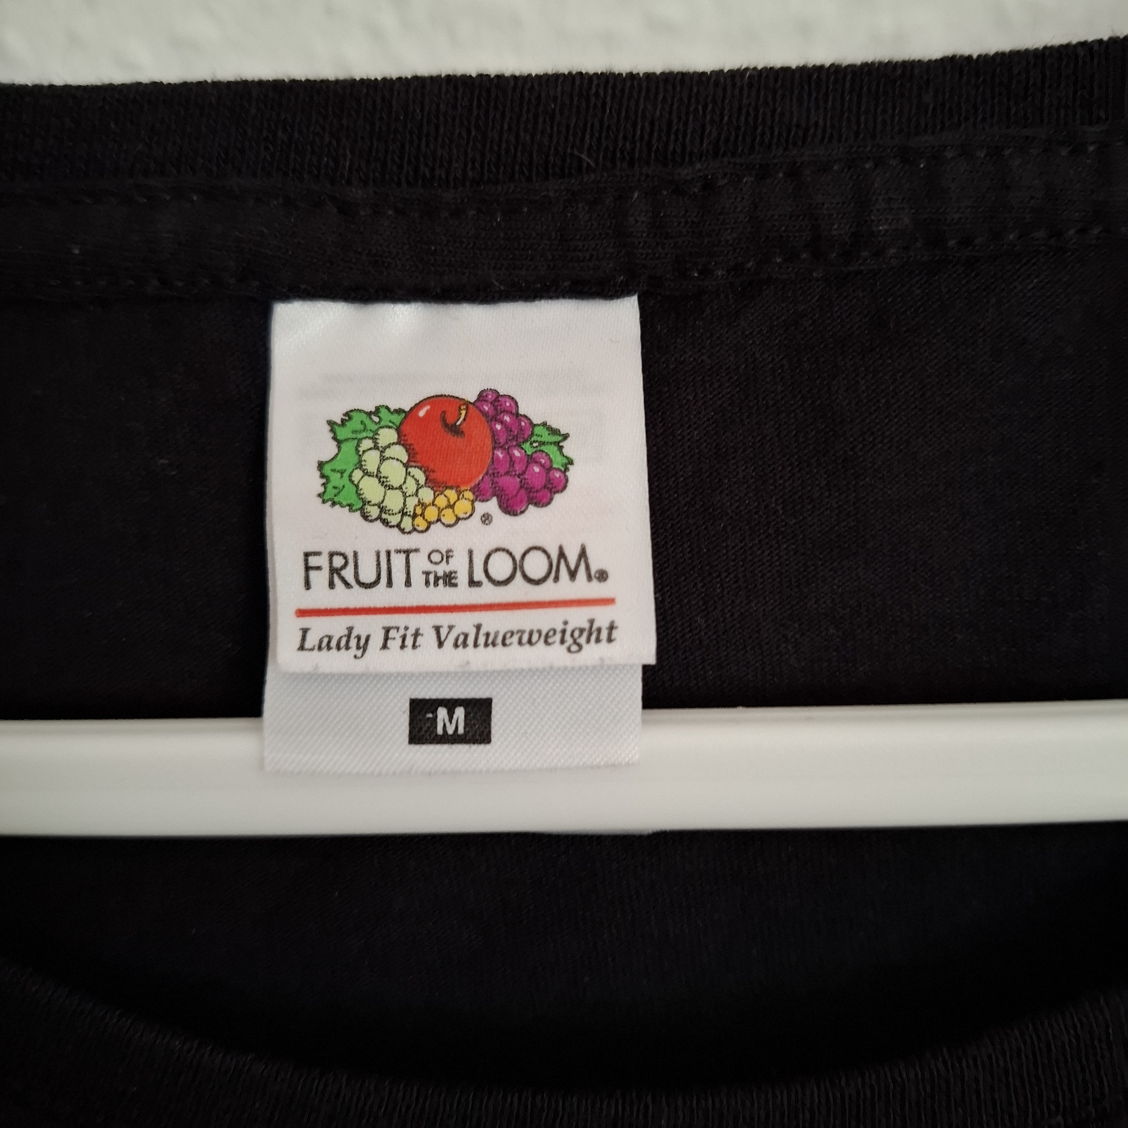 FRUIT OF THE LOOM®
Lady Fit Valueweight
M